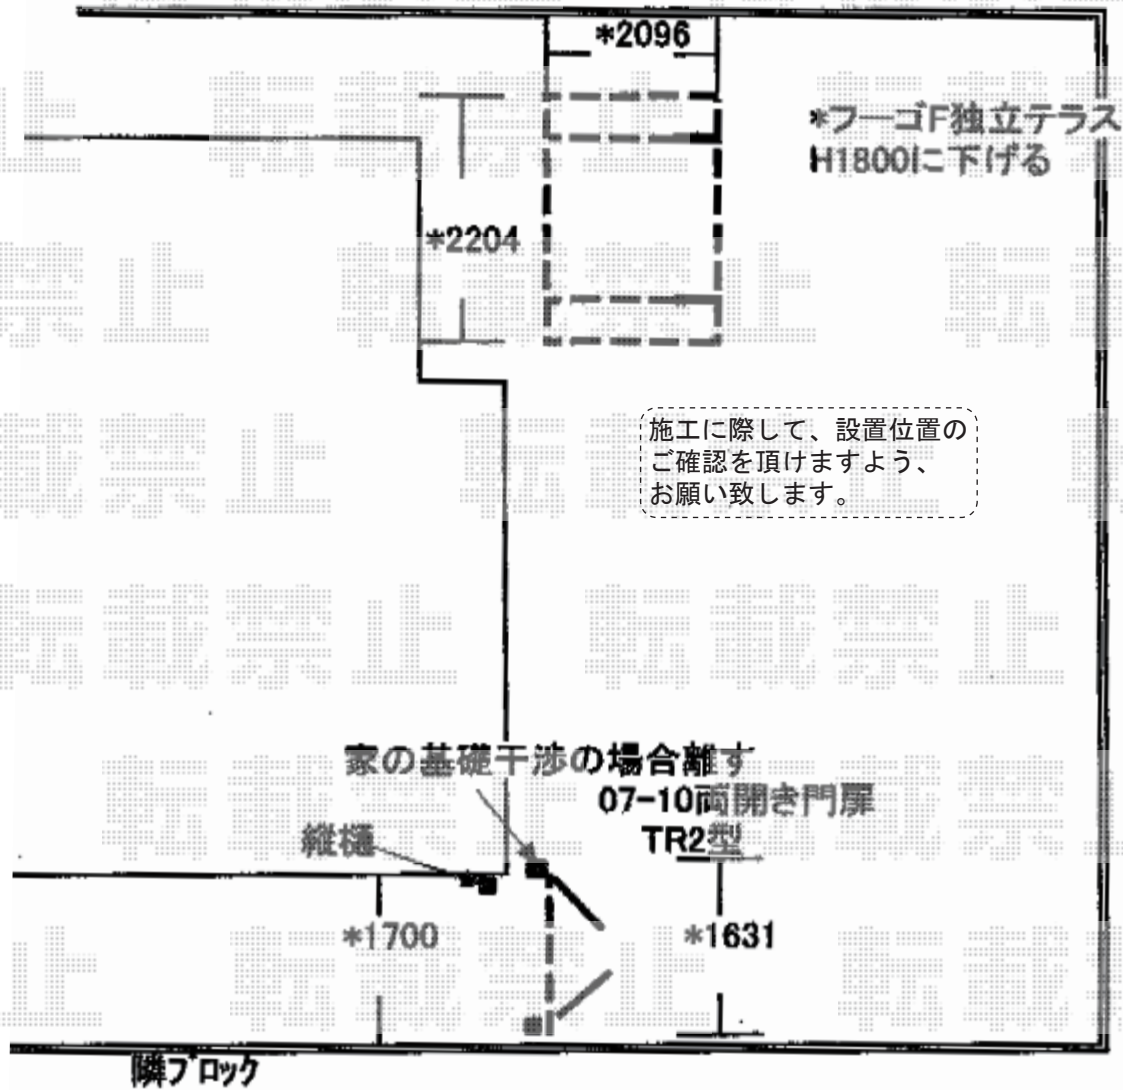 *2096
*フーゴF独立テラス
H1800に下げる
*2204
施工に際して、設置位置の
ご確認を頂けますよう、
お願い致します。
家の基礎干渉の場合離す
07-10両開き門扉
TR2型
縦樋
*1700
*1631
隣ブロック
転載禁止